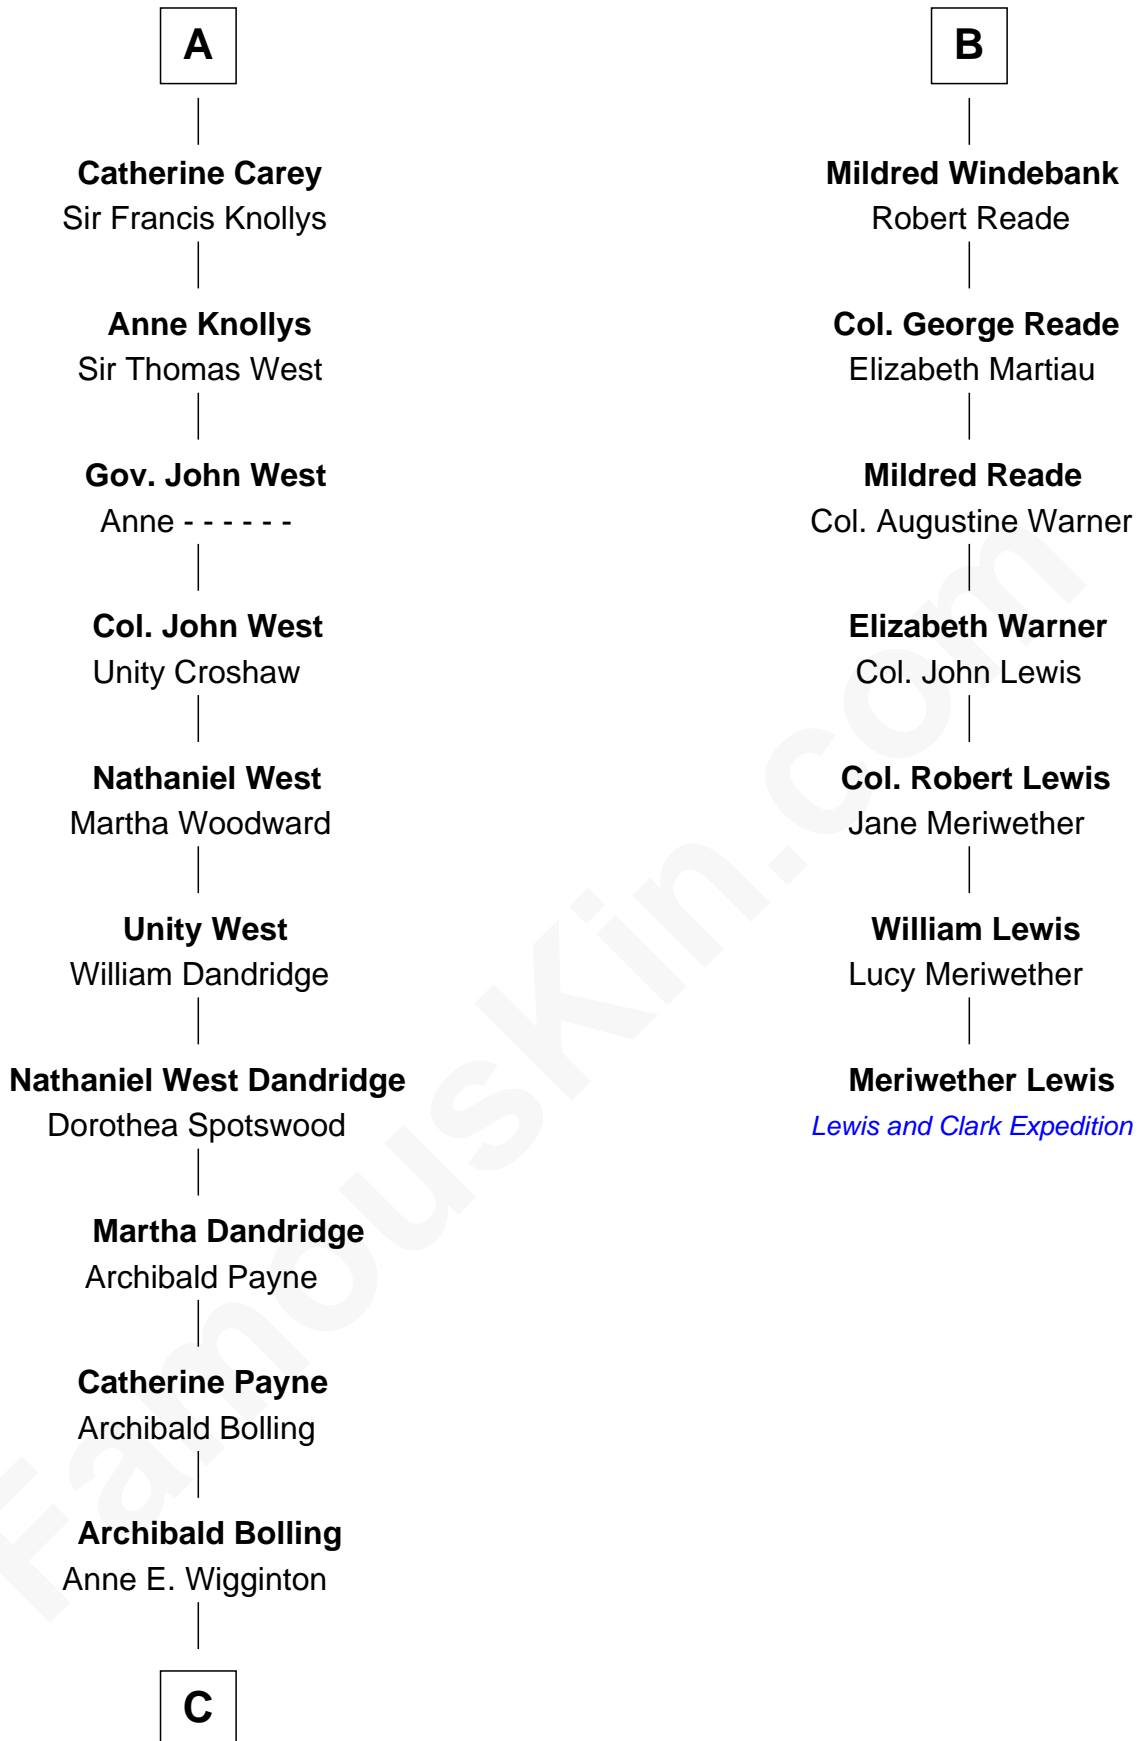 A
Catherine Carey
Sir Francis Knollys
Anne Knollys
Sir Thomas West
Gov. John West
Anne - - - - - -
Col. John West
Unity Croshaw
Nathaniel West
Martha Woodward
Unity West
William Dandridge
Nathaniel West Dandridge
Dorothea Spotswood
Martha Dandridge
Archibald Payne
Catherine Payne
Archibald Bolling
Archibald Bolling
Anne E. Wigginton
C
B
Mildred Windebank
Robert Reade
Col. George Reade
Elizabeth Martiau
Mildred Reade
Col. Augustine Warner
Elizabeth Warner
Col. John Lewis
Col. Robert Lewis
Jane Meriwether
William Lewis
Lucy Meriwether
Meriwether Lewis
Lewis and Clark Expedition
FamousKin.com